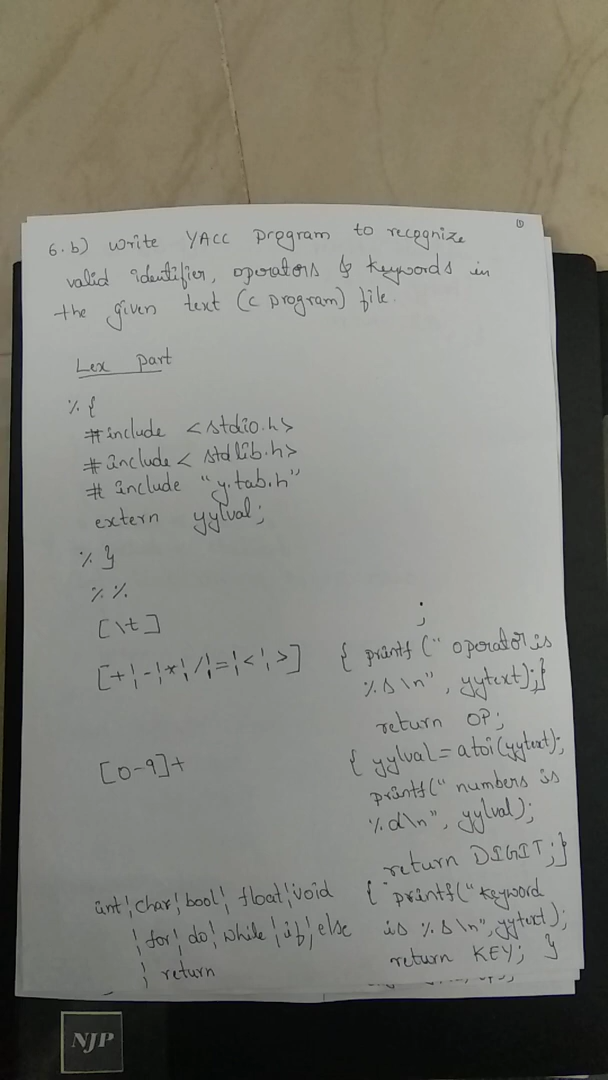 ①
6.b) Write YACC program to recognize
valid identifier, operators & keywords in
the given text (c program) file.
Lex part
%{
#include <stdio.h>
#include < stdlib.h>
# include "y.tab.h"
extern yylval;
%}
%%
[\t] ;
[+|-|*|/|=|<|>] { printf (" operator is
%s\n", yytext);}
return OP;
[0-9]+ { yylval = atoi(yytext);
printf(" numbers is
%d\n", yylval);
return DIGIT;}
int|char|bool| float|void { printf("keyword
|for| do| while |if| else is %s\n", yytext);
| return return KEY; }
NJP